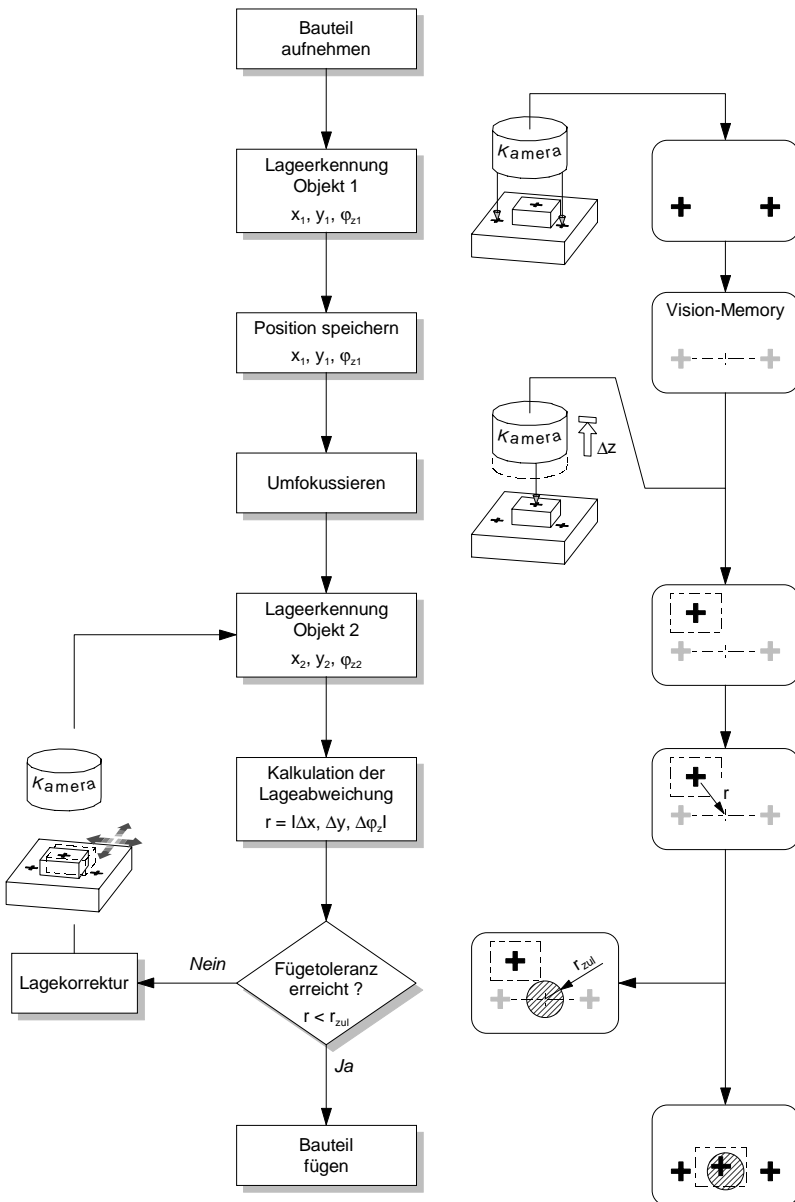 Bauteil
aufnehmen
Lageerkennung
Objekt 1
x₁, y₁, φz1
Position speichern
x₁, y₁, φz1
Umfokussieren
Lageerkennung
Objekt 2
x₂, y₂, φz2
Kalkulation der
Lageabweichung
r = |Δx, Δy, Δφz|
Fügetoleranz
erreicht ?
r < rzul
Nein
Lagekorrektur
Kamera
Ja
Bauteil
fügen
Kamera
Vision-Memory
Kamera
Δz
r
rzul